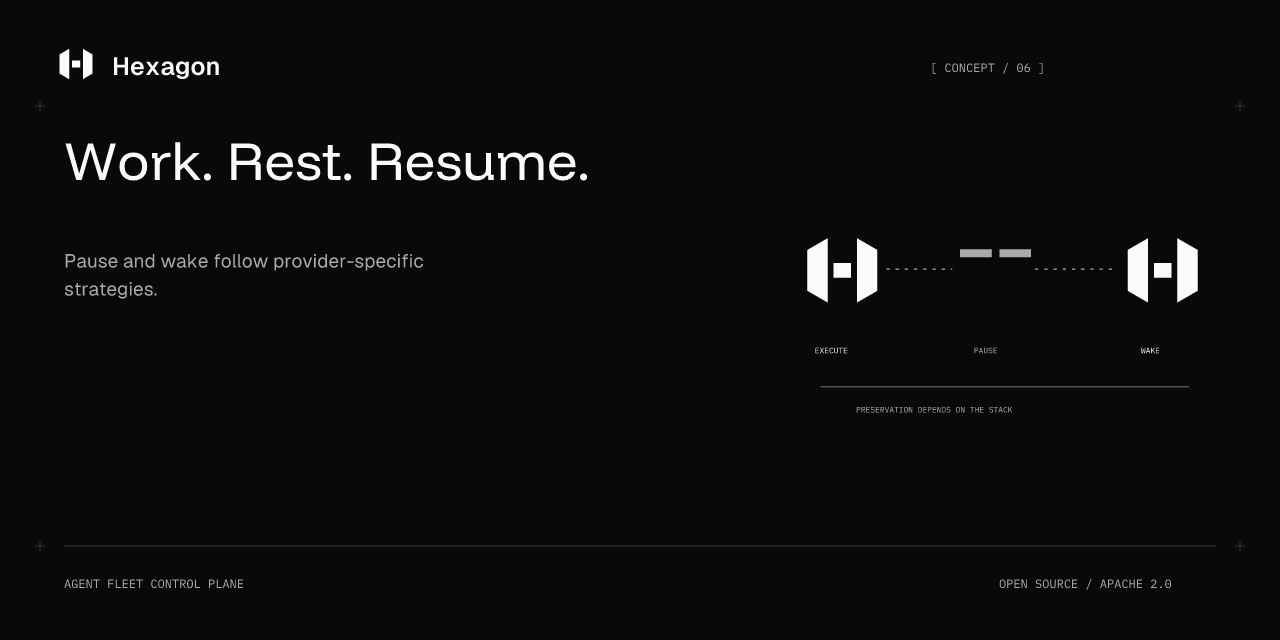 Hexagon
[ CONCEPT / 06 ]
Work. Rest. Resume.
Pause and wake follow provider-specific
strategies.
EXECUTE
PAUSE
WAKE
PRESERVATION DEPENDS ON THE STACK
AGENT FLEET CONTROL PLANE
OPEN SOURCE / APACHE 2.0